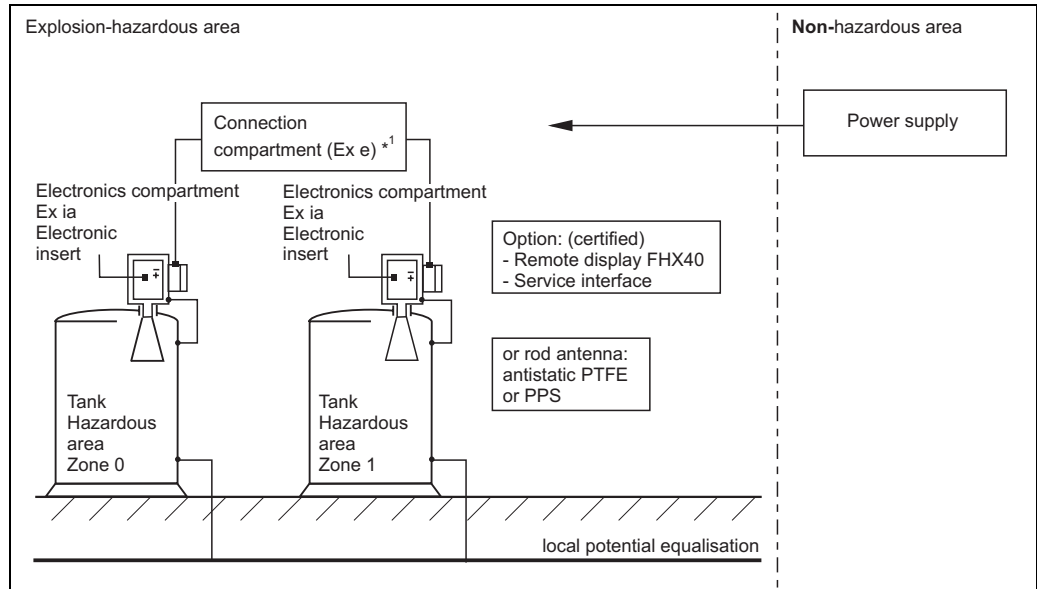 Explosion-hazardous area
Non-hazardous area
Connection
compartment (Ex e) *1
Power supply
Electronics compartment
Ex ia
Electronic
insert
Electronics compartment
Ex ia
Electronic
insert
Option: (certified)
- Remote display FHX40
- Service interface
or rod antenna:
antistatic PTFE
or PPS
Tank
Hazardous
area
Zone 0
Tank
Hazardous
area
Zone 1
local potential equalisation